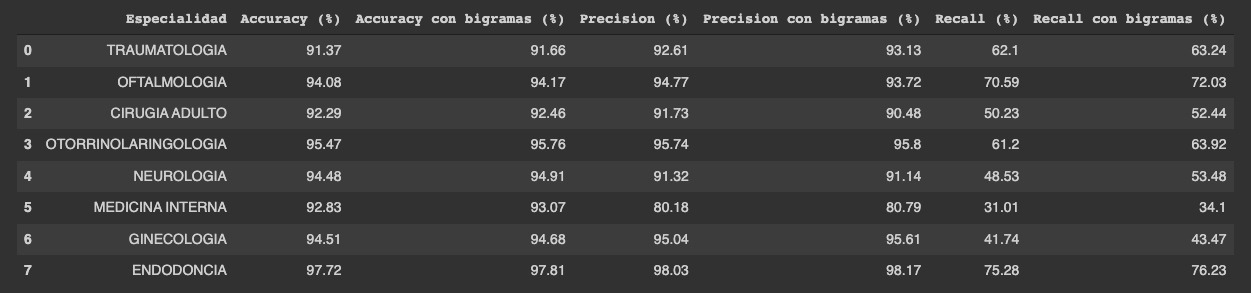 Especialidad Accuracy (%) Accuracy con bigramas (%) Precision (%) Precision con bigramas (%) Recall (%) Recall con bigramas (%)
0 TRAUMATOLOGIA 91.37 91.66 92.61 93.13 62.1 63.24
1 OFTALMOLOGIA 94.08 94.17 94.77 93.72 70.59 72.03
2 CIRUGIA ADULTO 92.29 92.46 91.73 90.48 50.23 52.44
3 OTORRINOLARINGOLOGIA 95.47 95.76 95.74 95.8 61.2 63.92
4 NEUROLOGIA 94.48 94.91 91.32 91.14 48.53 53.48
5 MEDICINA INTERNA 92.83 93.07 80.18 80.79 31.01 34.1
6 GINECOLOGIA 94.51 94.68 95.04 95.61 41.74 43.47
7 ENDODONCIA 97.72 97.81 98.03 98.17 75.28 76.23